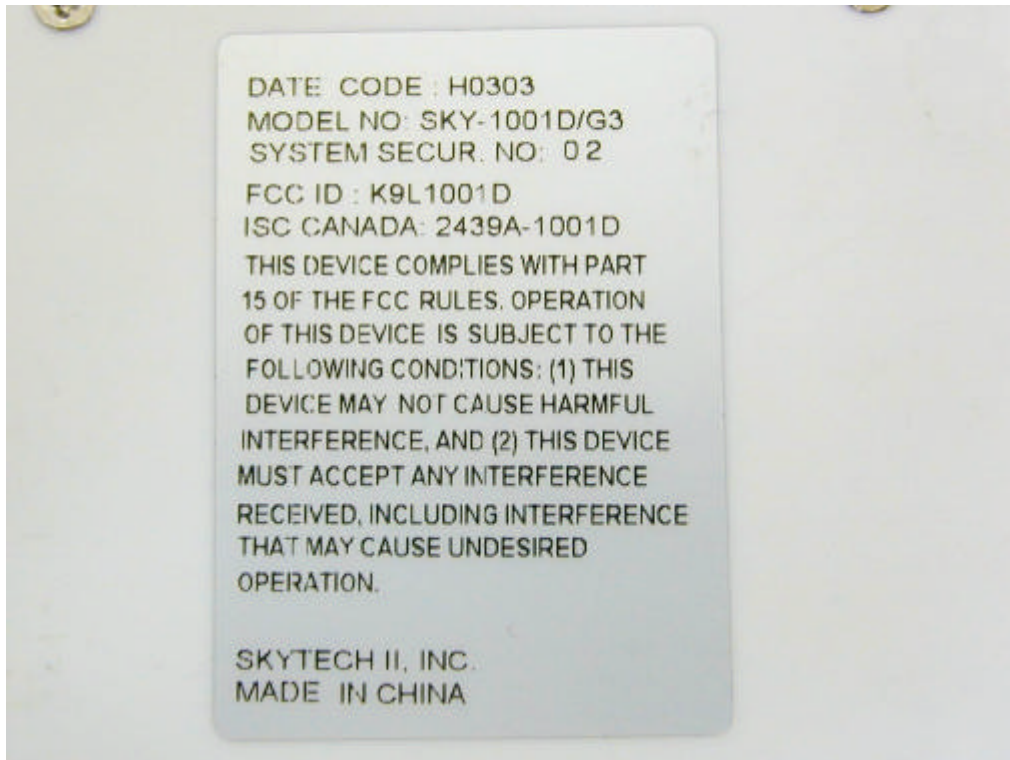 DATE CODE : H0303
MODEL NO: SKY-1001D/G3
SYSTEM SECUR. NO: 02
FCC ID : K9L1001D
ISC CANADA: 2439A-1001D
THIS DEVICE COMPLIES WITH PART
15 OF THE FCC RULES. OPERATION
OF THIS DEVICE IS SUBJECT TO THE
FOLLOWING CONDITIONS: (1) THIS
DEVICE MAY NOT CAUSE HARMFUL
INTERFERENCE, AND (2) THIS DEVICE
MUST ACCEPT ANY INTERFERENCE
RECEIVED, INCLUDING INTERFERENCE
THAT MAY CAUSE UNDESIRED
OPERATION.
SKYTECH II, INC.
MADE IN CHINA